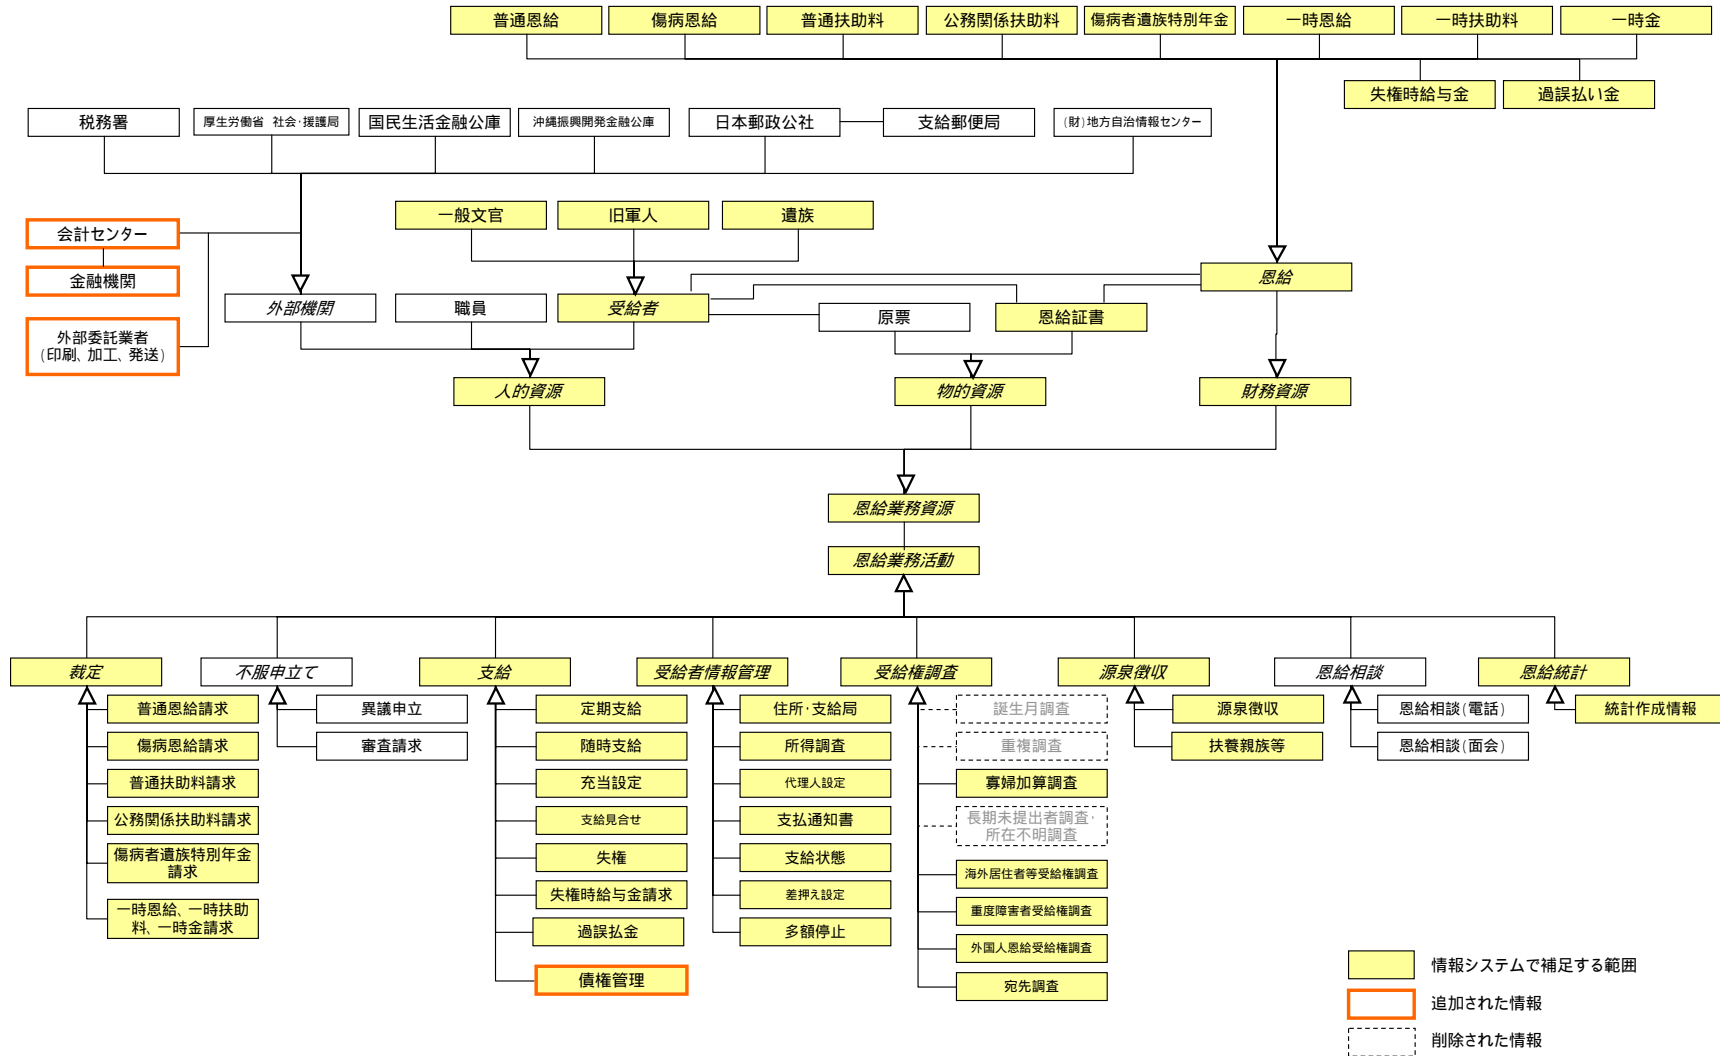 普通恩給
傷病恩給
普通扶助料
公務関係扶助料
傷病者遺族特別年金
一時恩給
一時扶助料
一時金
失権時給与金
過誤払い金
税務署
厚生労働省 社会・援護局
国民生活金融公庫
沖縄振興開発金融公庫
日本郵政公社
支給郵便局
(財)地方自治情報センター
一般文官
旧軍人
遺族
会計センター
金融機関
外部委託業者
(印刷、加工、発送)
外部機関
職員
受給者
原票
恩給証書
恩給
人的資源
物的資源
財務資源
恩給業務資源
恩給業務活動
裁定
不服申立て
支給
受給者情報管理
受給権調査
源泉徴収
恩給相談
恩給統計
普通恩給請求
傷病恩給請求
普通扶助料請求
公務関係扶助料請求
傷病者遺族特別年金
請求
一時恩給、一時扶助
料、一時金請求
異議申立
審査請求
定期支給
随時支給
充当設定
支給見合せ
失権
失権時給与金請求
過誤払金
債権管理
住所・支給局
所得調査
代理人設定
支払通知書
支給状態
差押え設定
多額停止
誕生月調査
重複調査
寡婦加算調査
長期未提出者調査・
所在不明調査
海外居住者等受給権調査
重度障害者受給権調査
外国人恩給受給権調査
宛先調査
源泉徴収
扶養親族等
恩給相談(電話)
恩給相談(面会)
統計作成情報
情報システムで補足する範囲
追加された情報
削除された情報